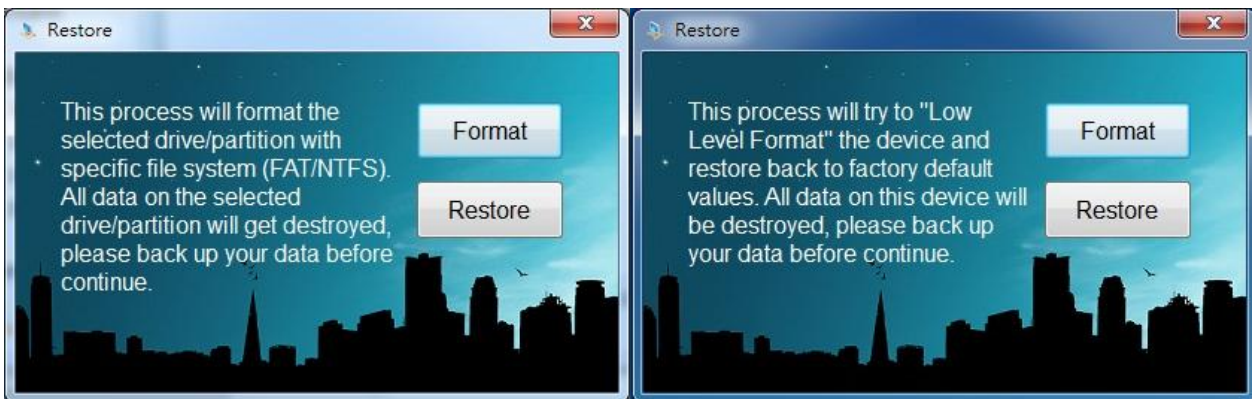 Restore
This process will format the
selected drive/partition with
specific file system (FAT/NTFS).
All data on the selected
drive/partition will get destroyed,
please back up your data before
continue.
Format
Restore
Restore
This process will try to "Low
Level Format" the device and
restore back to factory default
values. All data on this device will
be destroyed, please back up
your data before continue.
Format
Restore